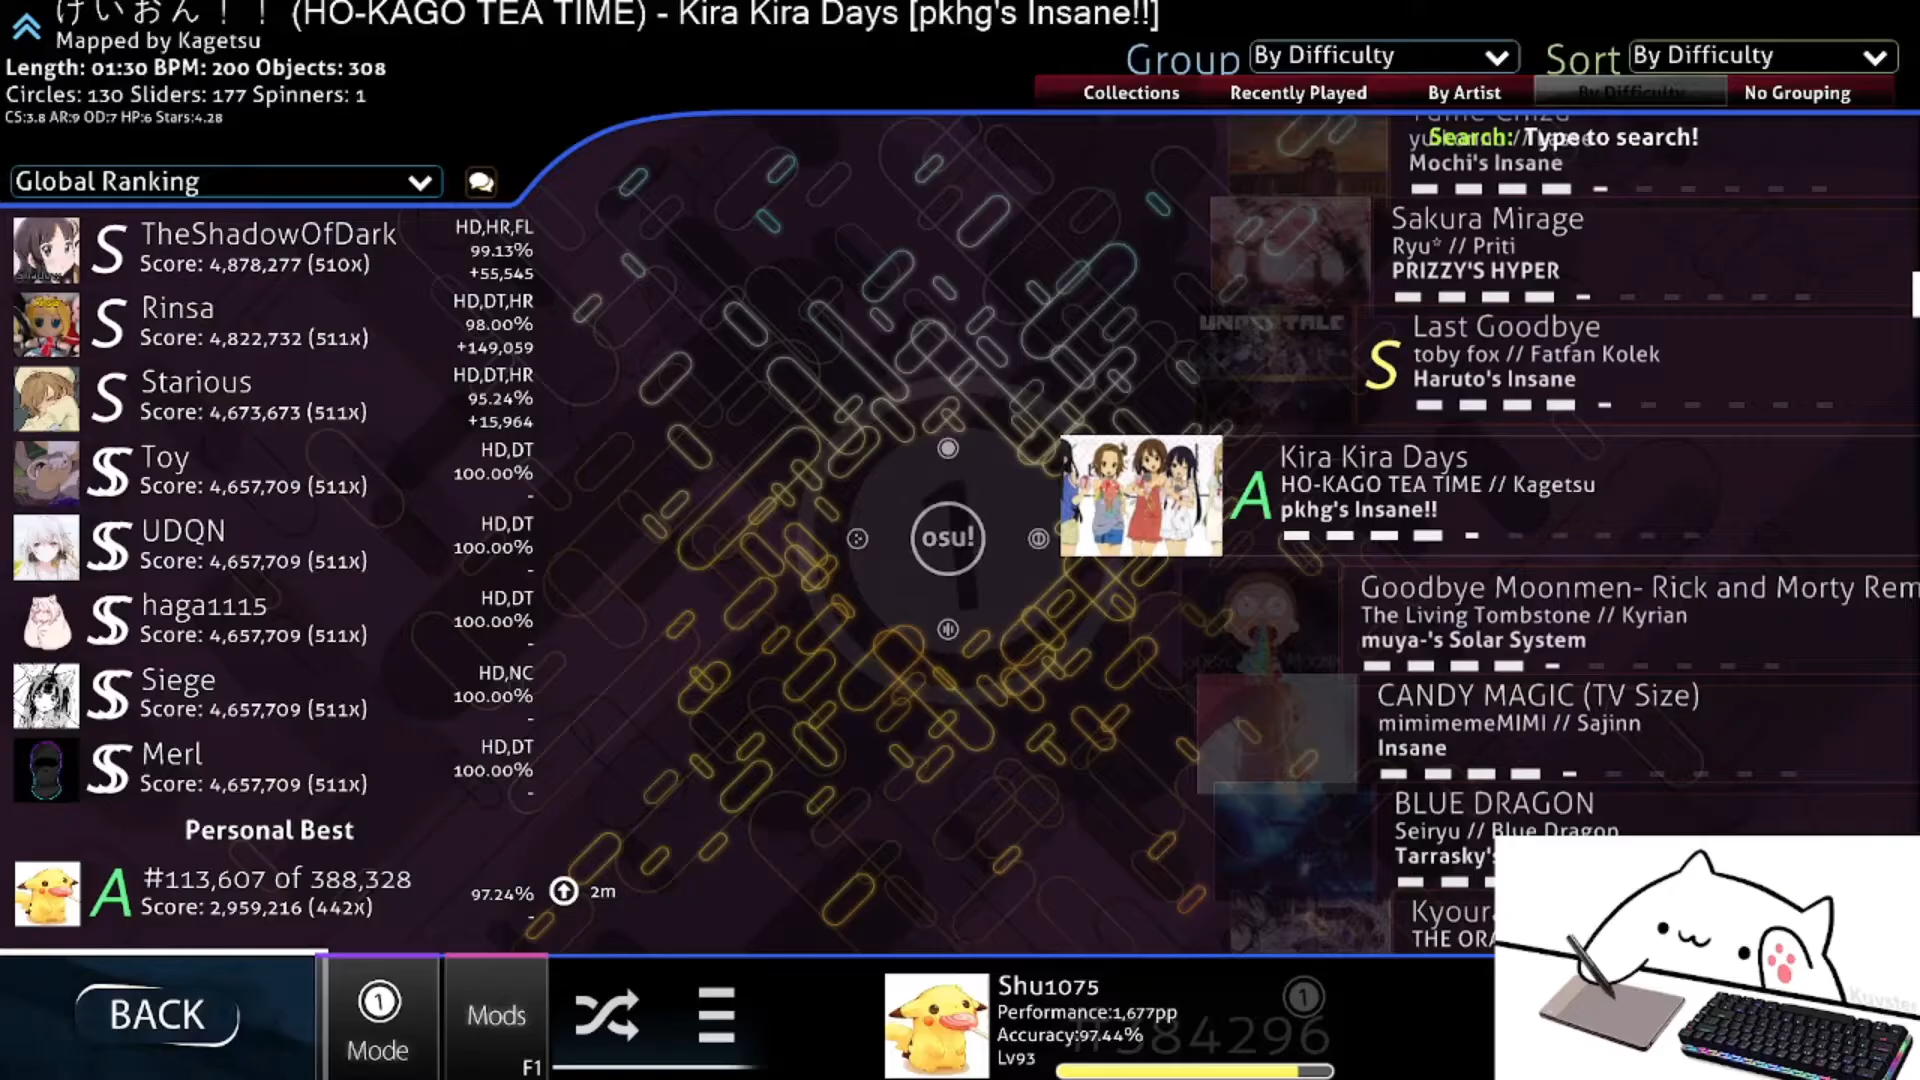 けいおん！！ (HO-KAGO TEA TIME) - Kira Kira Days [pkhg's Insane!!]
Mapped by Kagetsu
Length: 01:30 BPM: 200 Objects: 308
Circles: 130 Sliders: 177 Spinners: 1
CS:3.8 AR:9 OD:7 HP:6 Stars:4.28
Group By Difficulty
Sort By Difficulty
Collections
Recently Played
By Artist
By Difficulty
No Grouping
Search: Type to search!
Global Ranking
TheShadowOfDark
Score: 4,878,277 (510x)
HD,HR,FL
99.13%
+55,545
Rinsa
Score: 4,822,732 (511x)
HD,DT,HR
98.00%
+149,059
Starious
Score: 4,673,673 (511x)
HD,DT,HR
95.24%
+15,964
Toy
Score: 4,657,709 (511x)
HD,DT
100.00%
-
UDQN
Score: 4,657,709 (511x)
HD,DT
100.00%
-
haga1115
Score: 4,657,709 (511x)
HD,DT
100.00%
-
Siege
Score: 4,657,709 (511x)
HD,NC
100.00%
-
Merl
Score: 4,657,709 (511x)
HD,DT
100.00%
-
Personal Best
A
#113,607 of 388,328
Score: 2,959,216 (442x)
97.24%
-
2m
osu!
Mochi's Insane
Sakura Mirage
Ryu☆ // Priti
PRIZZY'S HYPER
UNDERTALE
S
Last Goodbye
toby fox // Fatfan Kolek
Haruto's Insane
A
Kira Kira Days
HO-KAGO TEA TIME // Kagetsu
pkhg's Insane!!
Goodbye Moonmen- Rick and Morty Rem
The Living Tombstone // Kyrian
muya-'s Solar System
CANDY MAGIC (TV Size)
mimimemeMIMI // Sajinn
Insane
BLUE DRAGON
Seiryu // Blue Dragon
Tarrasky's
Kyour
THE ORA
BACK
1
Mode
Mods
F1
Shu1075
Performance:1,677pp
Accuracy:97.44%
Lv93
1
#384296